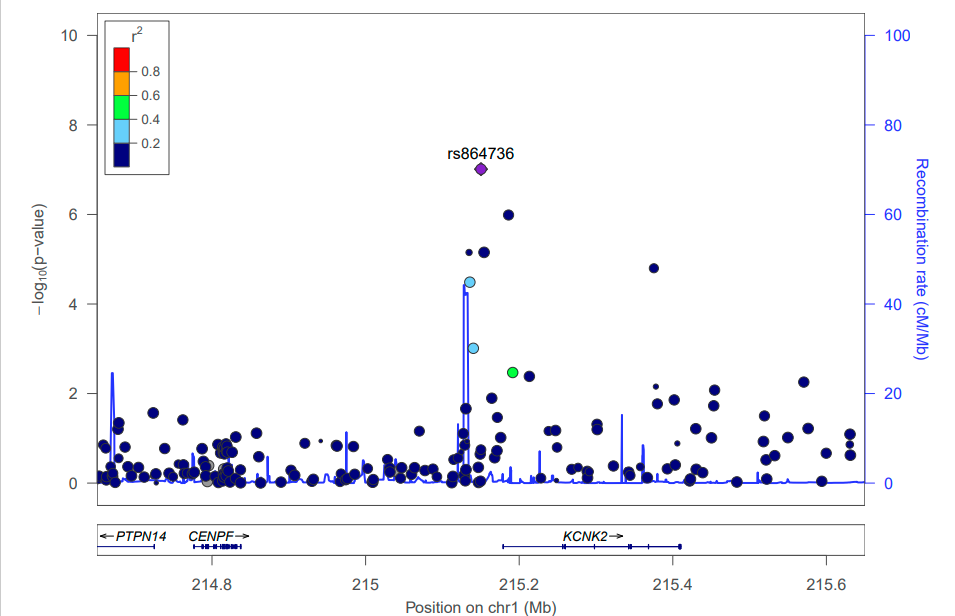 10
8
6
4
2
0
−log10(p−value)
r2
0.8
0.6
0.4
0.2
rs864736
100
80
60
40
20
0
Recombination rate (cM/Mb)
PTPN14
CENPF
KCNK2
214.8
215
215.2
215.4
215.6
Position on chr1 (Mb)